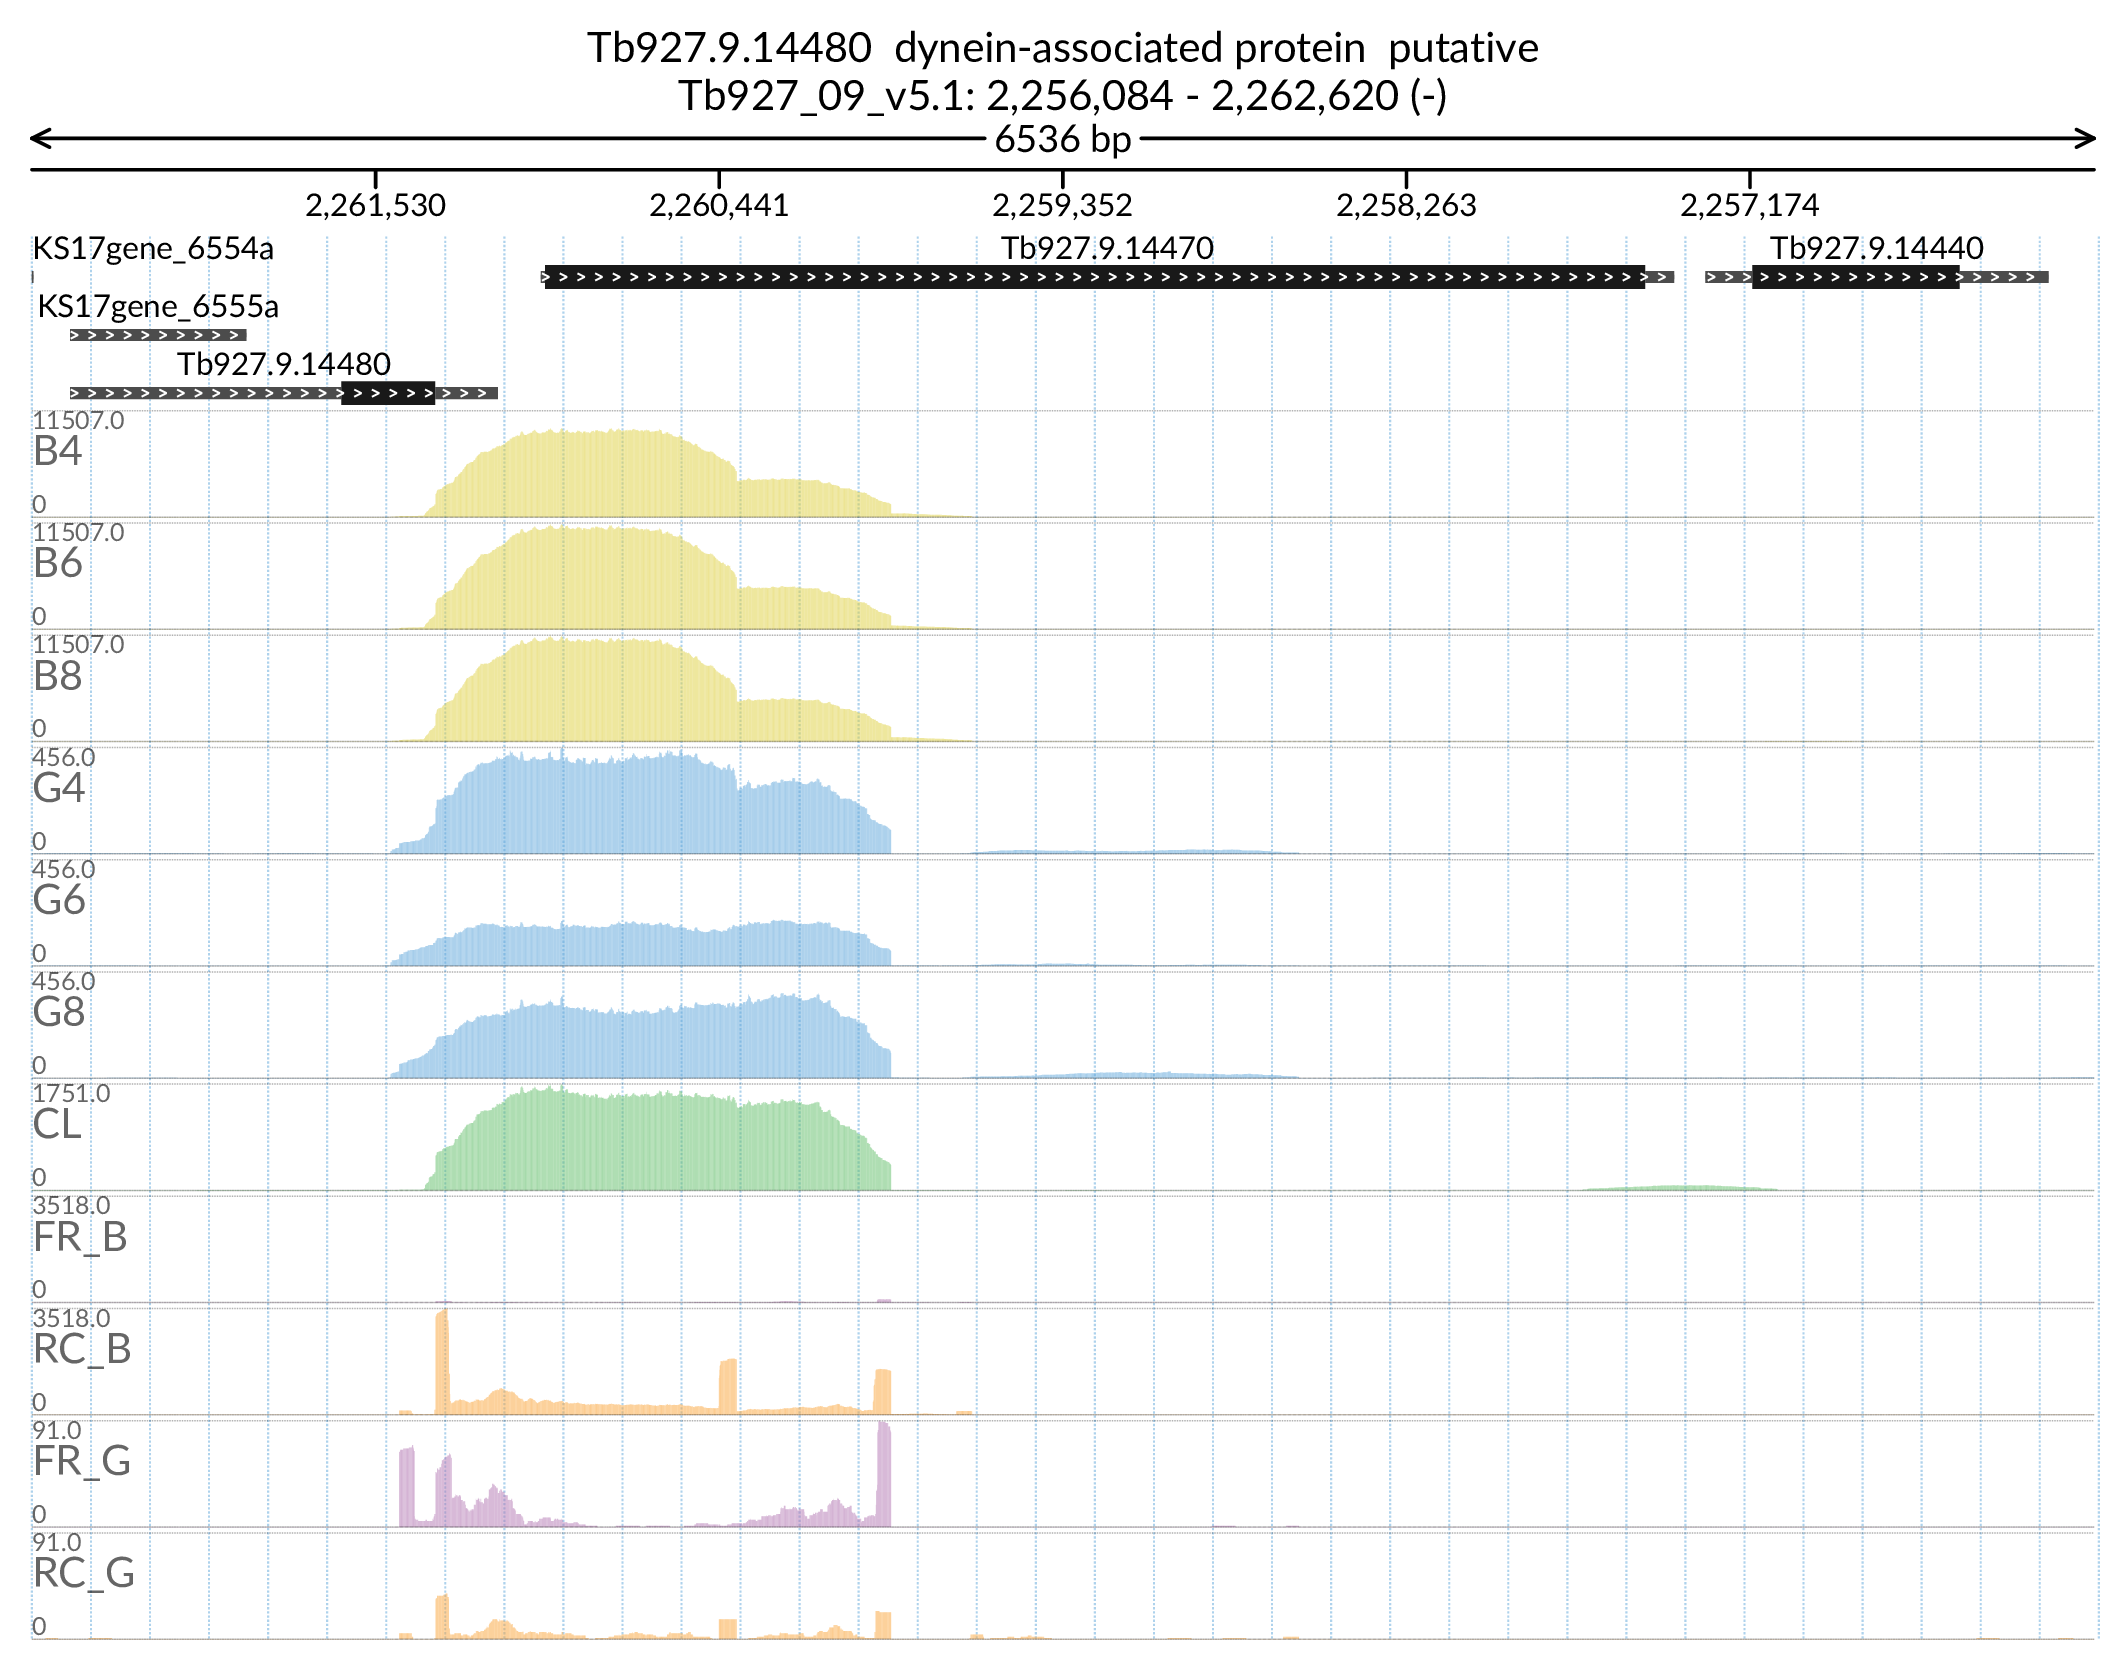 Tb927.9.14480 dynein-associated protein putative
Tb927_09_v5.1: 2,256,084 - 2,262,620 (-)
6536 bp
2,261,530 2,260,441 2,259,352 2,258,263 2,257,174
KS17gene_6554a Tb927.9.14470 Tb927.9.14440
KS17gene_6555a
Tb927.9.14480
11507.0
B4
0
11507.0
B6
0
11507.0
B8
0
456.0
G4
0
456.0
G6
0
456.0
G8
0
1751.0
CL
0
3518.0
FR_B
0
3518.0
RC_B
0
91.0
FR_G
0
91.0
RC_G
0